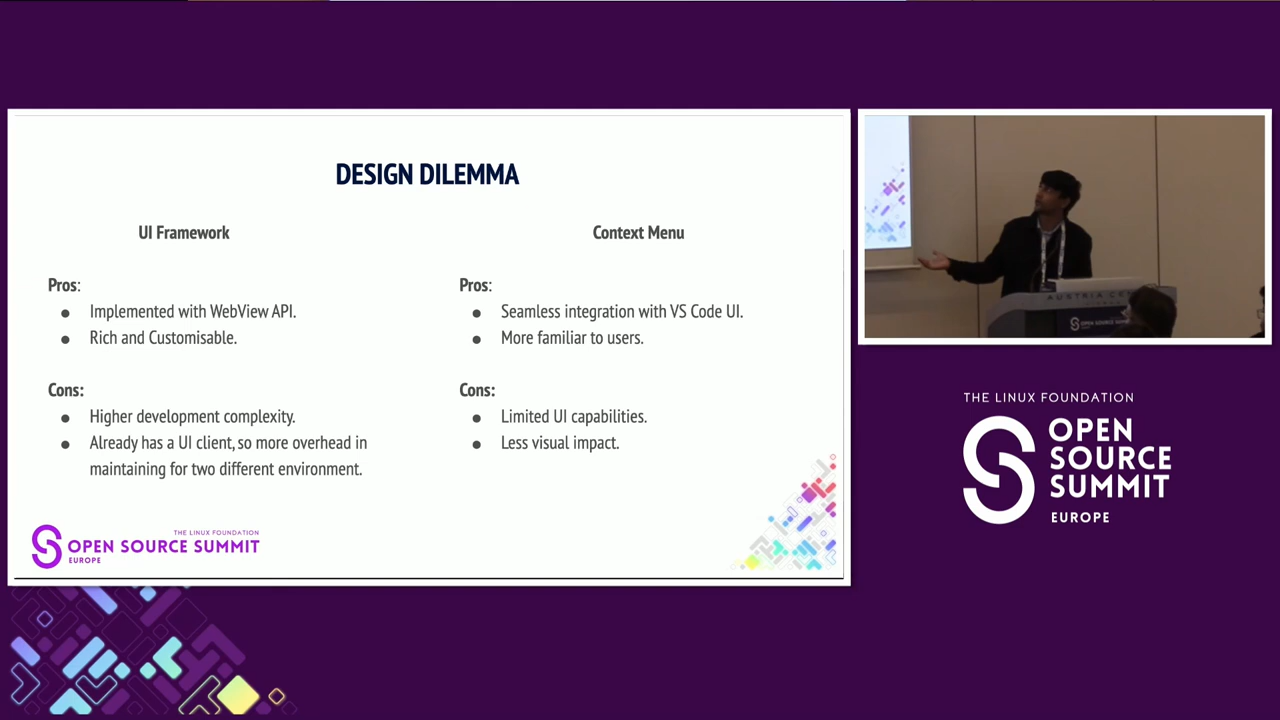 DESIGN DILEMMA
UI Framework
Pros:
● Implemented with WebView API.
● Rich and Customisable.
Cons:
● Higher development complexity.
● Already has a UI client, so more overhead in
maintaining for two different environment.
Context Menu
Pros:
● Seamless integration with VS Code UI.
● More familiar to users.
Cons:
● Limited UI capabilities.
● Less visual impact.
THE LINUX FOUNDATION
OPEN SOURCE SUMMIT
EUROPE
OPEN SOURCE SUMMIT
THE LINUX FOUNDATION
OPEN
SOURCE
SUMMIT
EUROPE